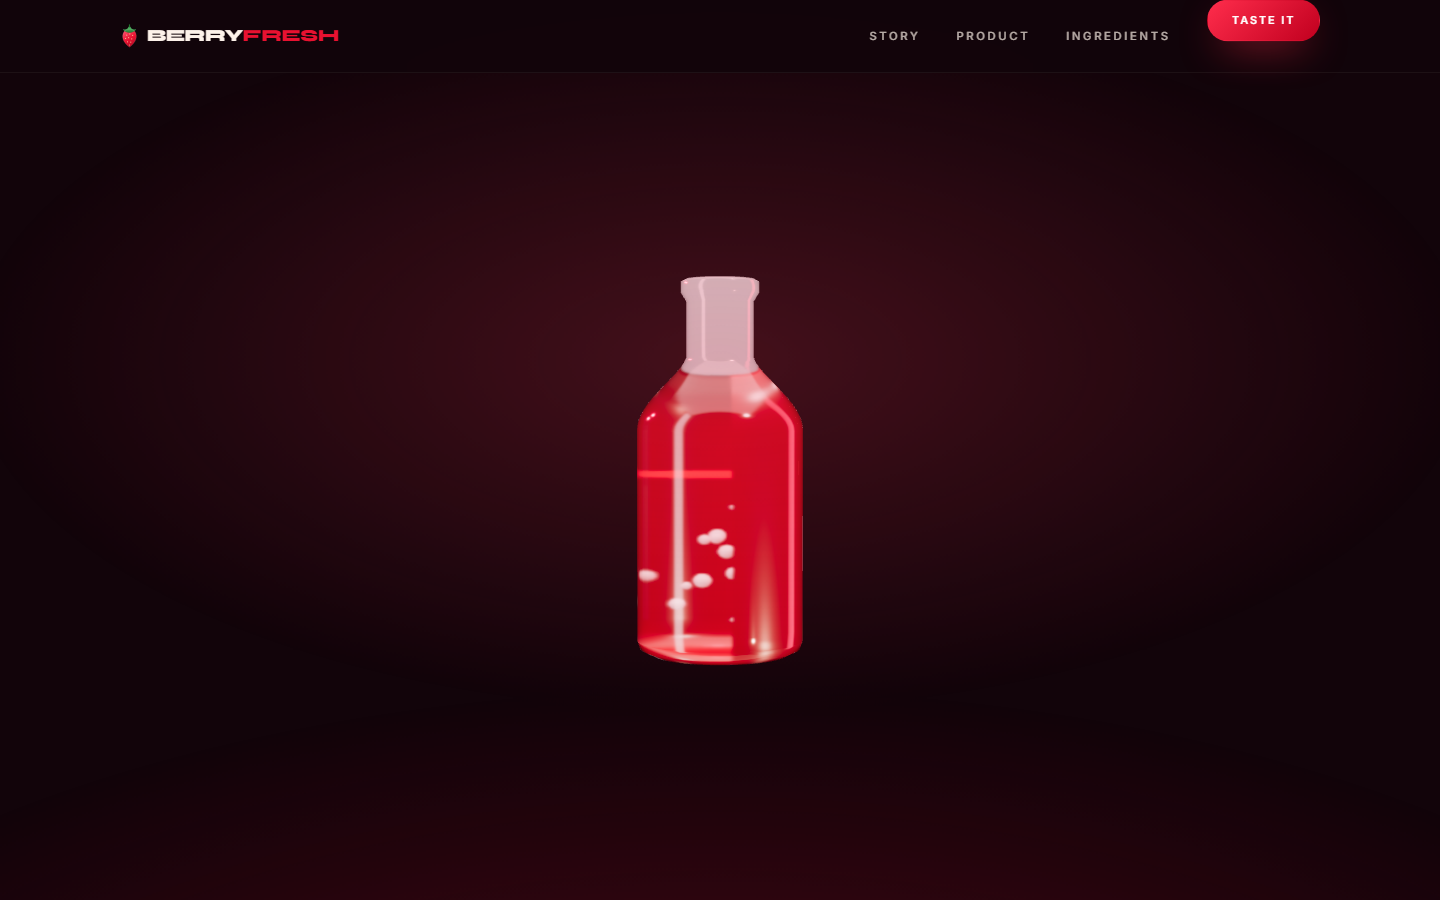 BERRYFRESH
STORY
PRODUCT
INGREDIENTS
TASTE IT